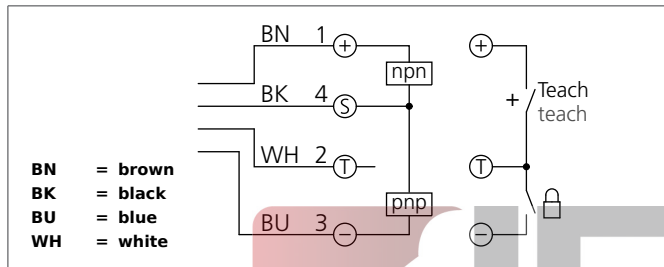 BN 1 +
npn
BK 4 S
WH 2 T
pnp
BU 3 −
+
+ Teach
teach
T
−
BN = brown
BK = black
BU = blue
WH = white